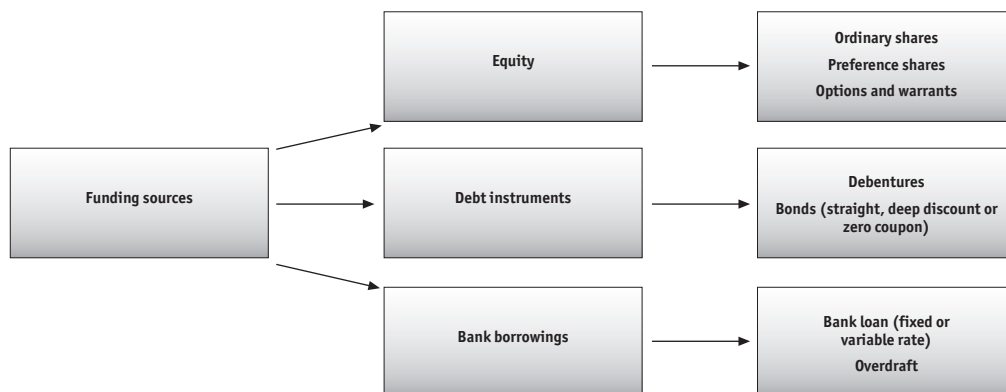 Equity
Ordinary shares
Preference shares
Options and warrants
Funding sources
Debt instruments
Debentures
Bonds (straight, deep discount or
zero coupon)
Bank borrowings
Bank loan (fixed or
variable rate)
Overdraft